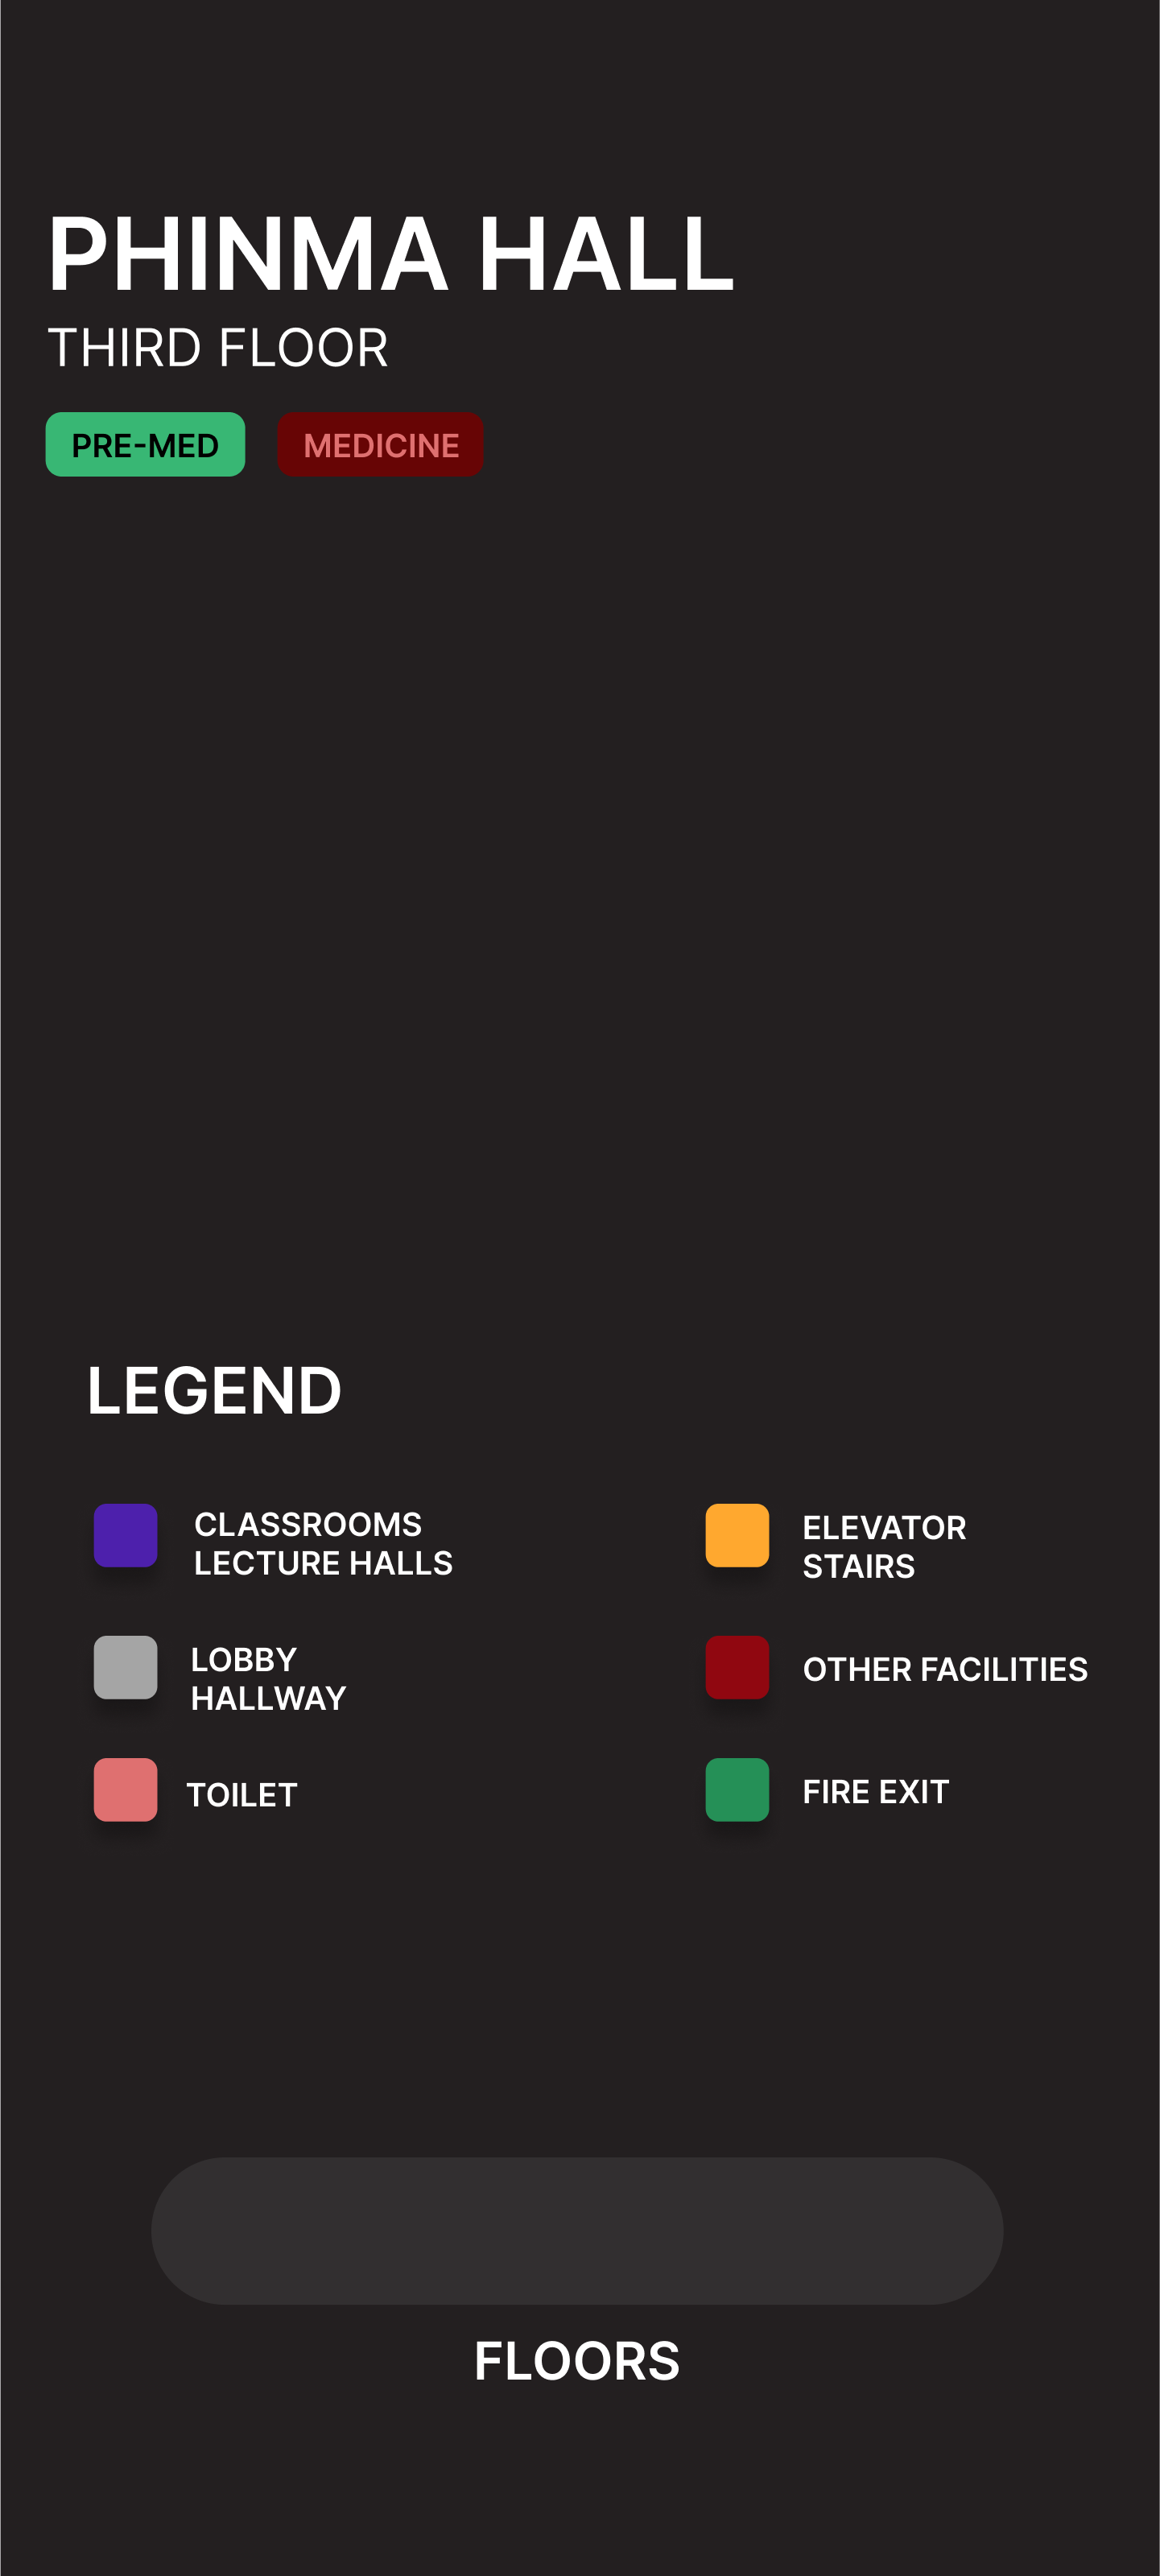 PHINMA HALL
THIRD FLOOR
PRE-MED
MEDICINE
LEGEND
CLASSROOMS
LECTURE HALLS
ELEVATOR
STAIRS
LOBBY
HALLWAY
OTHER FACILITIES
TOILET
FIRE EXIT
FLOORS